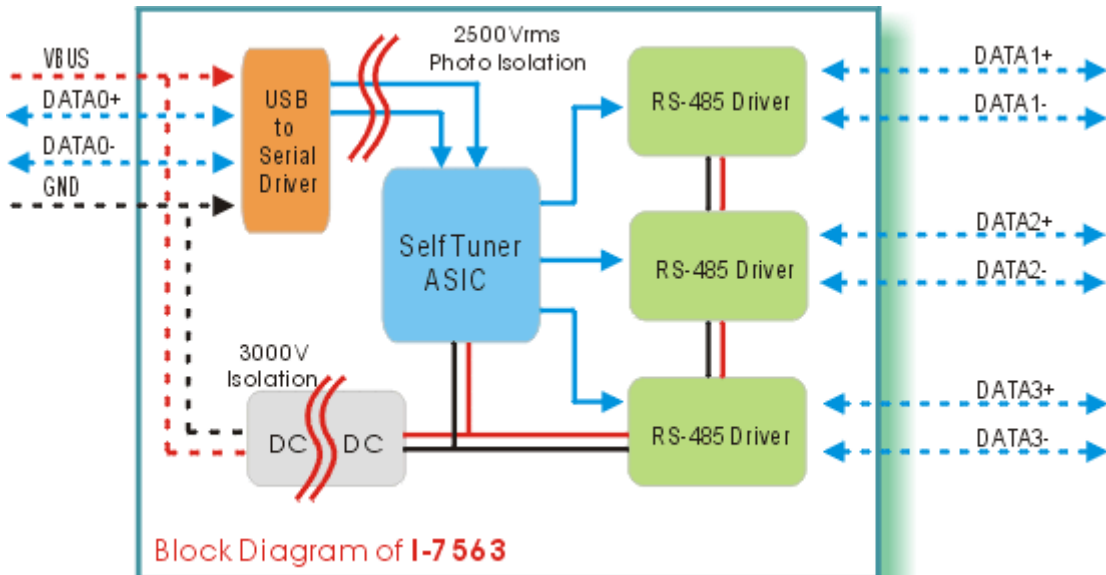 VBUS
DATA0+
DATA0-
GND
USB
to
Serial
Driver
2500Vrms
Photo Isolation
Self Tuner
ASIC
RS-485 Driver
DATA1+
DATA1-
RS-485 Driver
DATA2+
DATA2-
3000V
Isolation
DC DC
RS-485 Driver
DATA3+
DATA3-
Block Diagram of I-7563